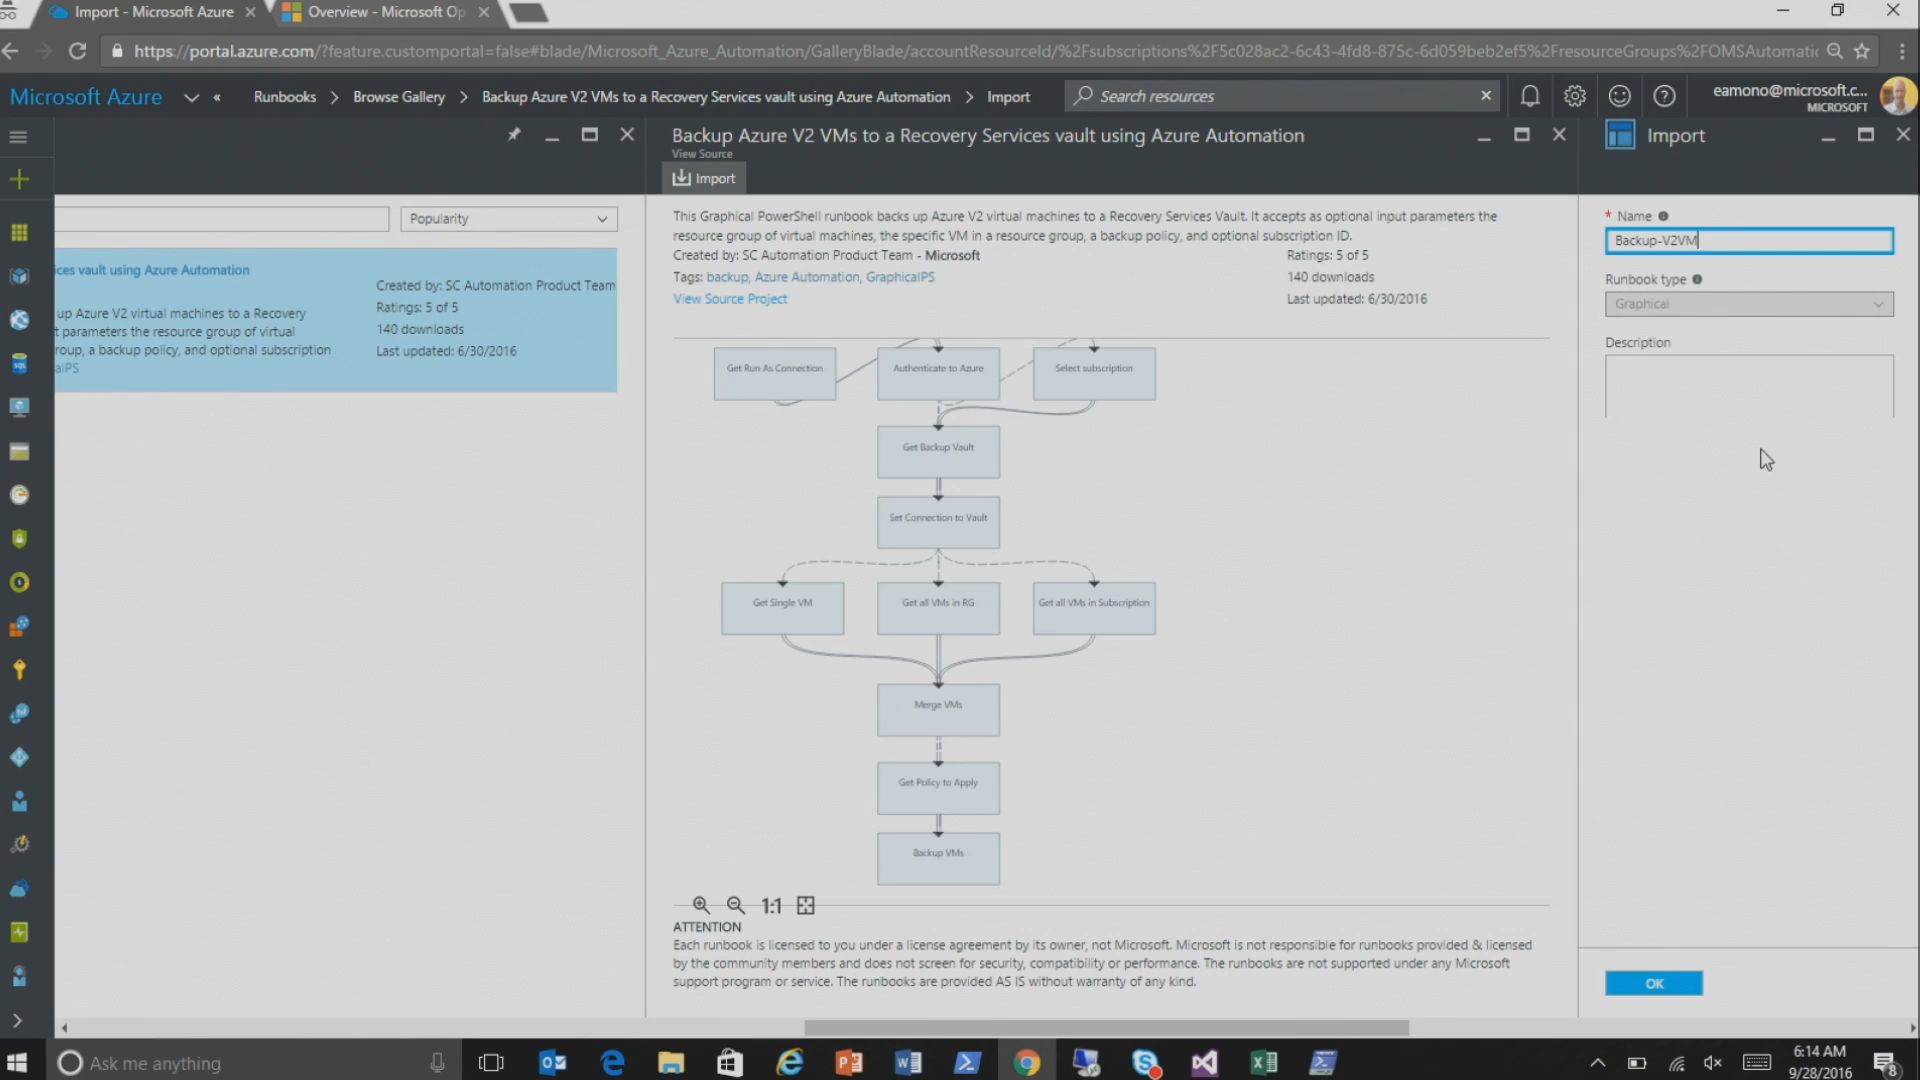 Import - Microsoft Azure
Overview - Microsoft Op
https://portal.azure.com/?feature.customportal=false#blade/Microsoft_Azure_Automation/GalleryBlade/accountResourceId/%2Fsubscriptions%2F5c028ac2-6c43-4fd8-875c-6d059beb2ef5%2FresourceGroups%2FOMSAutomatic
Microsoft Azure
«
Runbooks > Browse Gallery > Backup Azure V2 VMs to a Recovery Services vault using Azure Automation > Import
Search resources
eamono@microsoft.c...
MICROSOFT
Popularity
ces vault using Azure Automation
Created by: SC Automation Product Team
Ratings: 5 of 5
140 downloads
Last updated: 6/30/2016
up Azure V2 virtual machines to a Recovery
t parameters the resource group of virtual
roup, a backup policy, and optional subscription
alPS
Backup Azure V2 VMs to a Recovery Services vault using Azure Automation
View Source
Import
This Graphical PowerShell runbook backs up Azure V2 virtual machines to a Recovery Services Vault. It accepts as optional input parameters the
resource group of virtual machines, the specific VM in a resource group, a backup policy, and optional subscription ID.
Created by: SC Automation Product Team - Microsoft
Ratings: 5 of 5
Tags: backup, Azure Automation, GraphicalPS
140 downloads
View Source Project
Last updated: 6/30/2016
Get Run As Connection
Authenticate to Azure
Select subscription
Get Backup Vault
Set Connection to Vault
Get Single VM
Get all VMs in RG
Get all VMs in Subscription
Merge VMs
Get Policy to Apply
Backup VMs
1:1
ATTENTION
Each runbook is licensed to you under a license agreement by its owner, not Microsoft. Microsoft is not responsible for runbooks provided & licensed
by the community members and does not screen for security, compatibility or performance. The runbooks are not supported under any Microsoft
support program or service. The runbooks are provided AS IS without warranty of any kind.
Import
* Name
Backup-V2VM
Runbook type
Graphical
Description
OK
Ask me anything
6:14 AM
9/28/2016
8